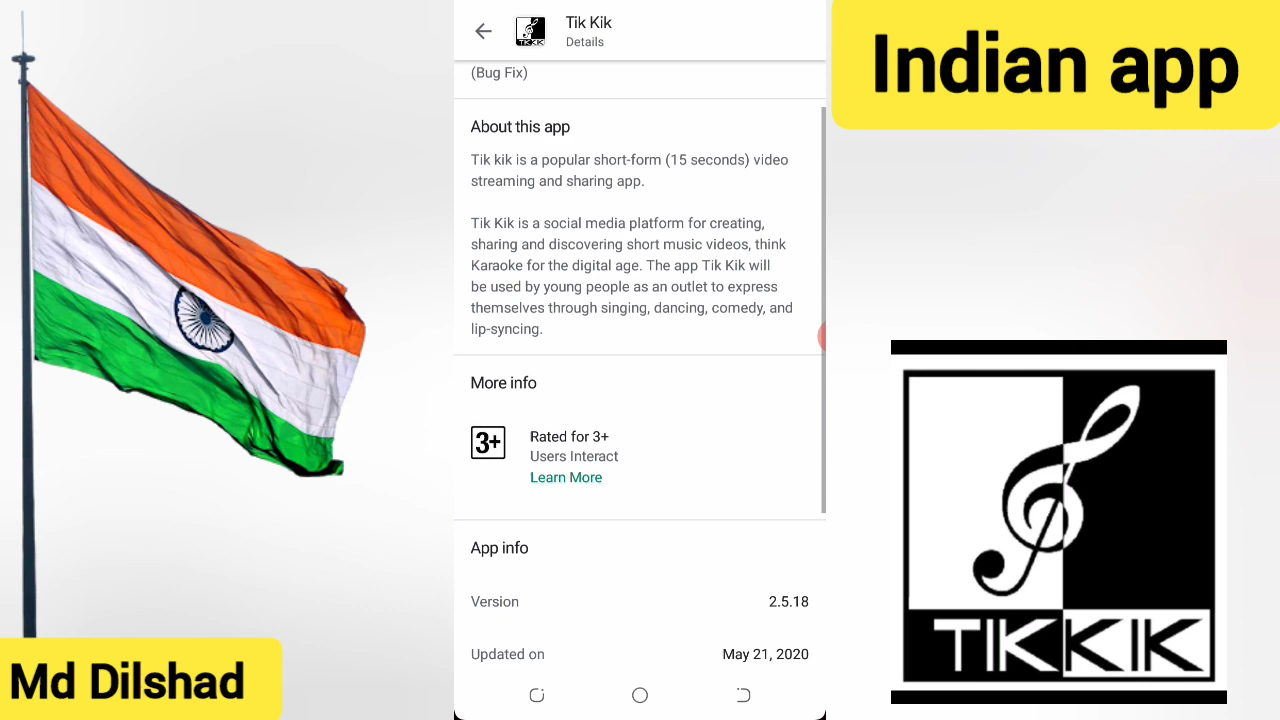 Tik Kik
Details
(Bug Fix)
About this app
Tik kik is a popular short-form (15 seconds) video
streaming and sharing app.
Tik Kik is a social media platform for creating,
sharing and discovering short music videos, think
Karaoke for the digital age. The app Tik Kik will
be used by young people as an outlet to express
themselves through singing, dancing, comedy, and
lip-syncing.
More info
3+
Rated for 3+
Users Interact
Learn More
App info
Version 2.5.18
Updated on May 21, 2020
Indian app
TIKKIK
Md Dilshad